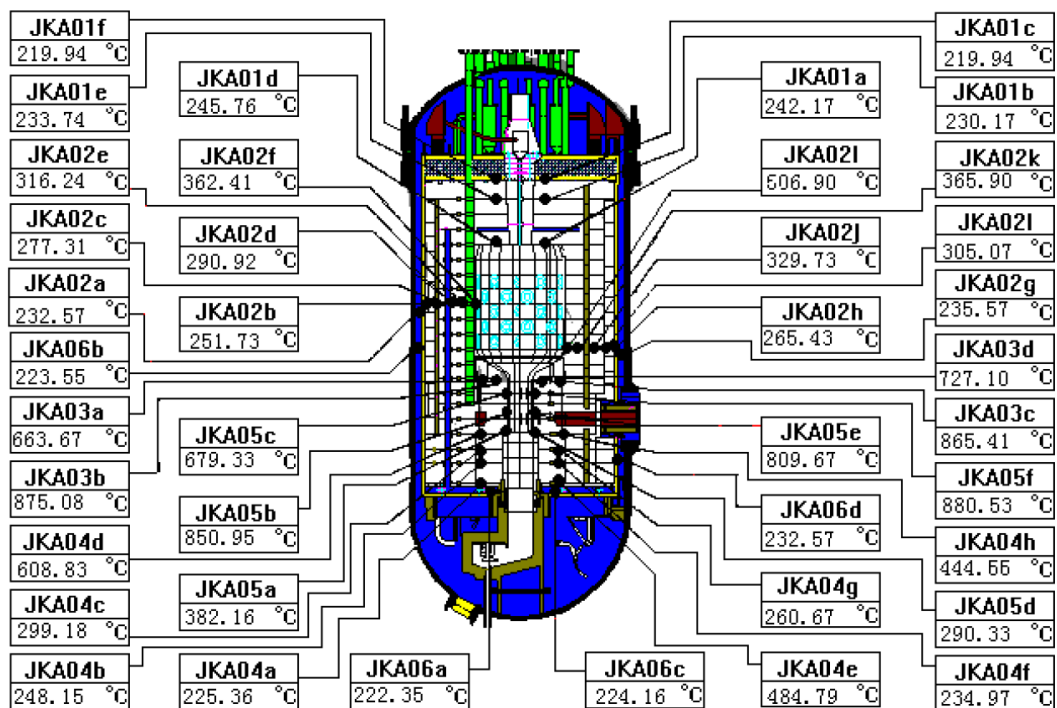 JKA01f
219.94 °C
JKA01e
233.74 °C
JKA02e
316.24 °C
JKA02c
277.31 °C
JKA02a
232.57 °C
JKA06b
223.55 °C
JKA03a
663.67 °C
JKA03b
875.08 °C
JKA04d
608.83 °C
JKA04c
299.18 °C
JKA04b
248.15 °C
JKA01d
245.76 °C
JKA02f
362.41 °C
JKA02d
290.92 °C
JKA02b
251.73 °C
JKA05c
679.33 °C
JKA05b
850.95 °C
JKA05a
382.16 °C
JKA04a
225.36 °C
JKA06a
222.35 °C
JKA06c
224.16 °C
JKA01a
242.17 °C
JKA02l
506.90 °C
JKA02J
329.73 °C
JKA02h
265.43 °C
JKA05e
809.67 °C
JKA06d
232.57 °C
JKA04g
260.67 °C
JKA04e
484.79 °C
JKA01c
219.94 °C
JKA01b
230.17 °C
JKA02k
365.90 °C
JKA02l
305.07 °C
JKA02g
235.57 °C
JKA03d
727.10 °C
JKA03c
865.41 °C
JKA05f
880.53 °C
JKA04h
444.55 °C
JKA05d
290.33 °C
JKA04f
234.97 °C